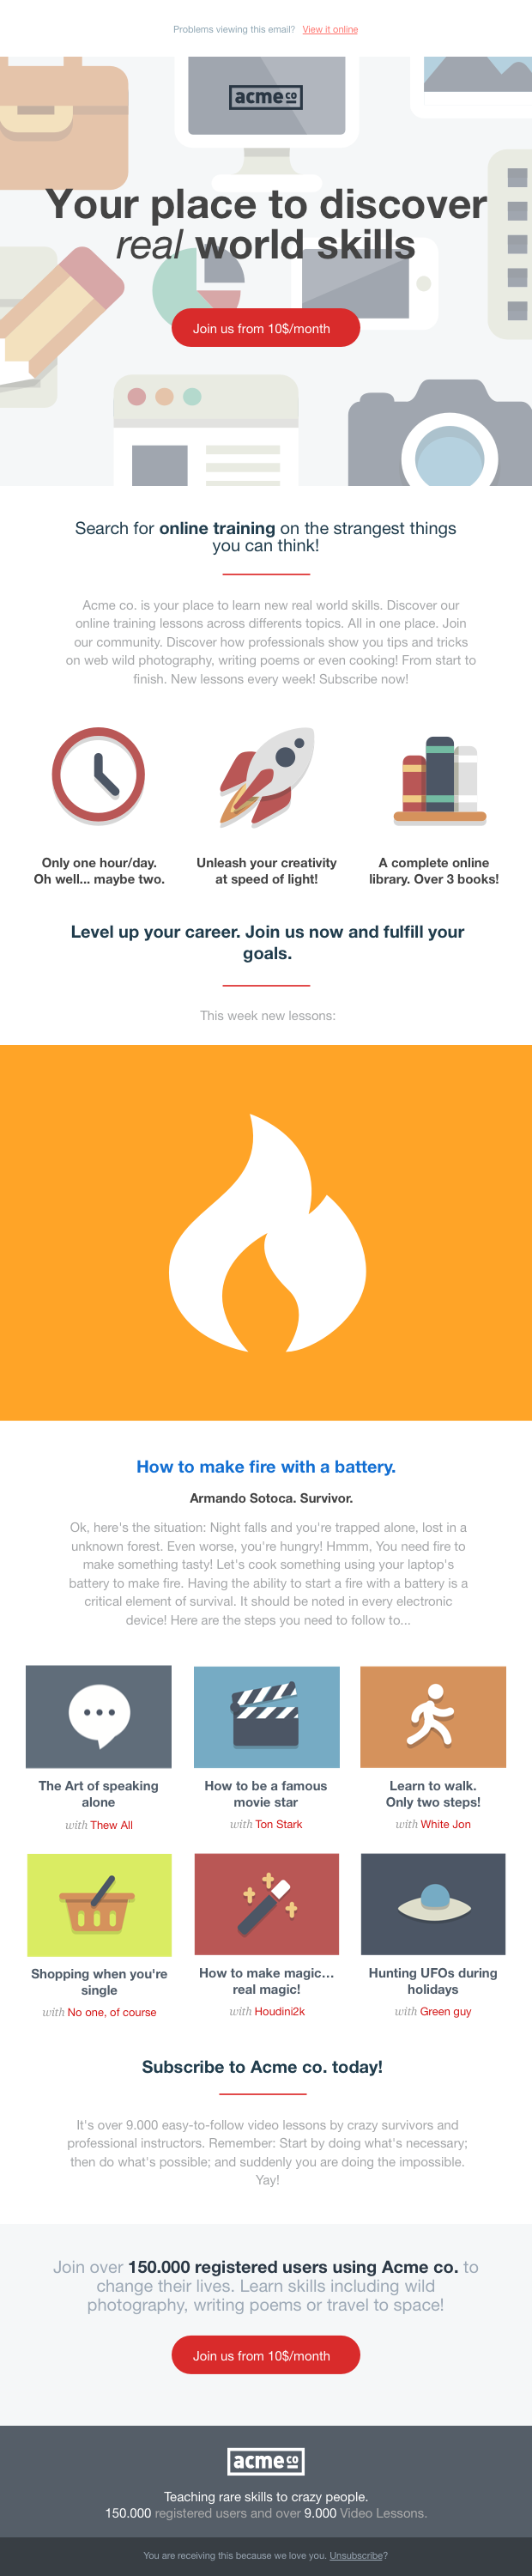 Problems viewing this email? View it online
acme co
Your place to discover
real world skills
Join us from 10$/month
Search for online training on the strangest things
you can think!
Acme co. is your place to learn new real world skills. Discover our
online training lessons across differents topics. All in one place. Join
our community. Discover how professionals show you tips and tricks
on web wild photography, writing poems or even cooking! From start to
finish. New lessons every week! Subscribe now!
Only one hour/day.
Oh well... maybe two.
Unleash your creativity
at speed of light!
A complete online
library. Over 3 books!
Level up your career. Join us now and fulfill your
goals.
This week new lessons:
How to make fire with a battery.
Armando Sotoca. Survivor.
Ok, here's the situation: Night falls and you're trapped alone, lost in a
unknown forest. Even worse, you're hungry! Hmmm, You need fire to
make something tasty! Let's cook something using your laptop's
battery to make fire. Having the ability to start a fire with a battery is a
critical element of survival. It should be noted in every electronic
device! Here are the steps you need to follow to...
The Art of speaking
alone
with Thew All
How to be a famous
movie star
with Ton Stark
Learn to walk.
Only two steps!
with White Jon
Shopping when you're
single
with No one, of course
How to make magic...
real magic!
with Houdini2k
Hunting UFOs during
holidays
with Green guy
Subscribe to Acme co. today!
It's over 9.000 easy-to-follow video lessons by crazy survivors and
professional instructors. Remember: Start by doing what's necessary;
then do what's possible; and suddenly you are doing the impossible.
Yay!
Join over 150.000 registered users using Acme co. to
change their lives. Learn skills including wild
photography, writing poems or travel to space!
Join us from 10$/month
acme co
Teaching rare skills to crazy people.
150.000 registered users and over 9.000 Video Lessons.
You are receiving this because we love you. Unsubscribe?